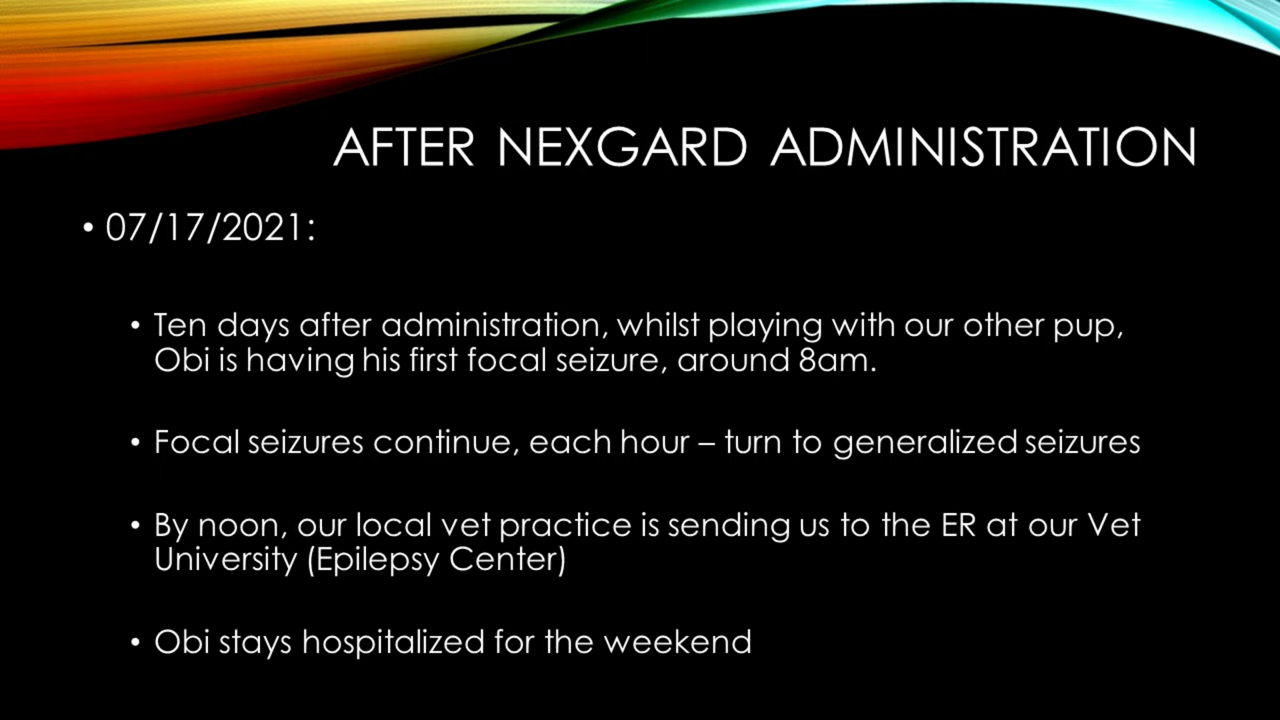 AFTER NEXGARD ADMINISTRATION
• 07/17/2021:
• Ten days after administration, whilst playing with our other pup,
Obi is having his first focal seizure, around 8am.
• Focal seizures continue, each hour – turn to generalized seizures
• By noon, our local vet practice is sending us to the ER at our Vet
University (Epilepsy Center)
• Obi stays hospitalized for the weekend